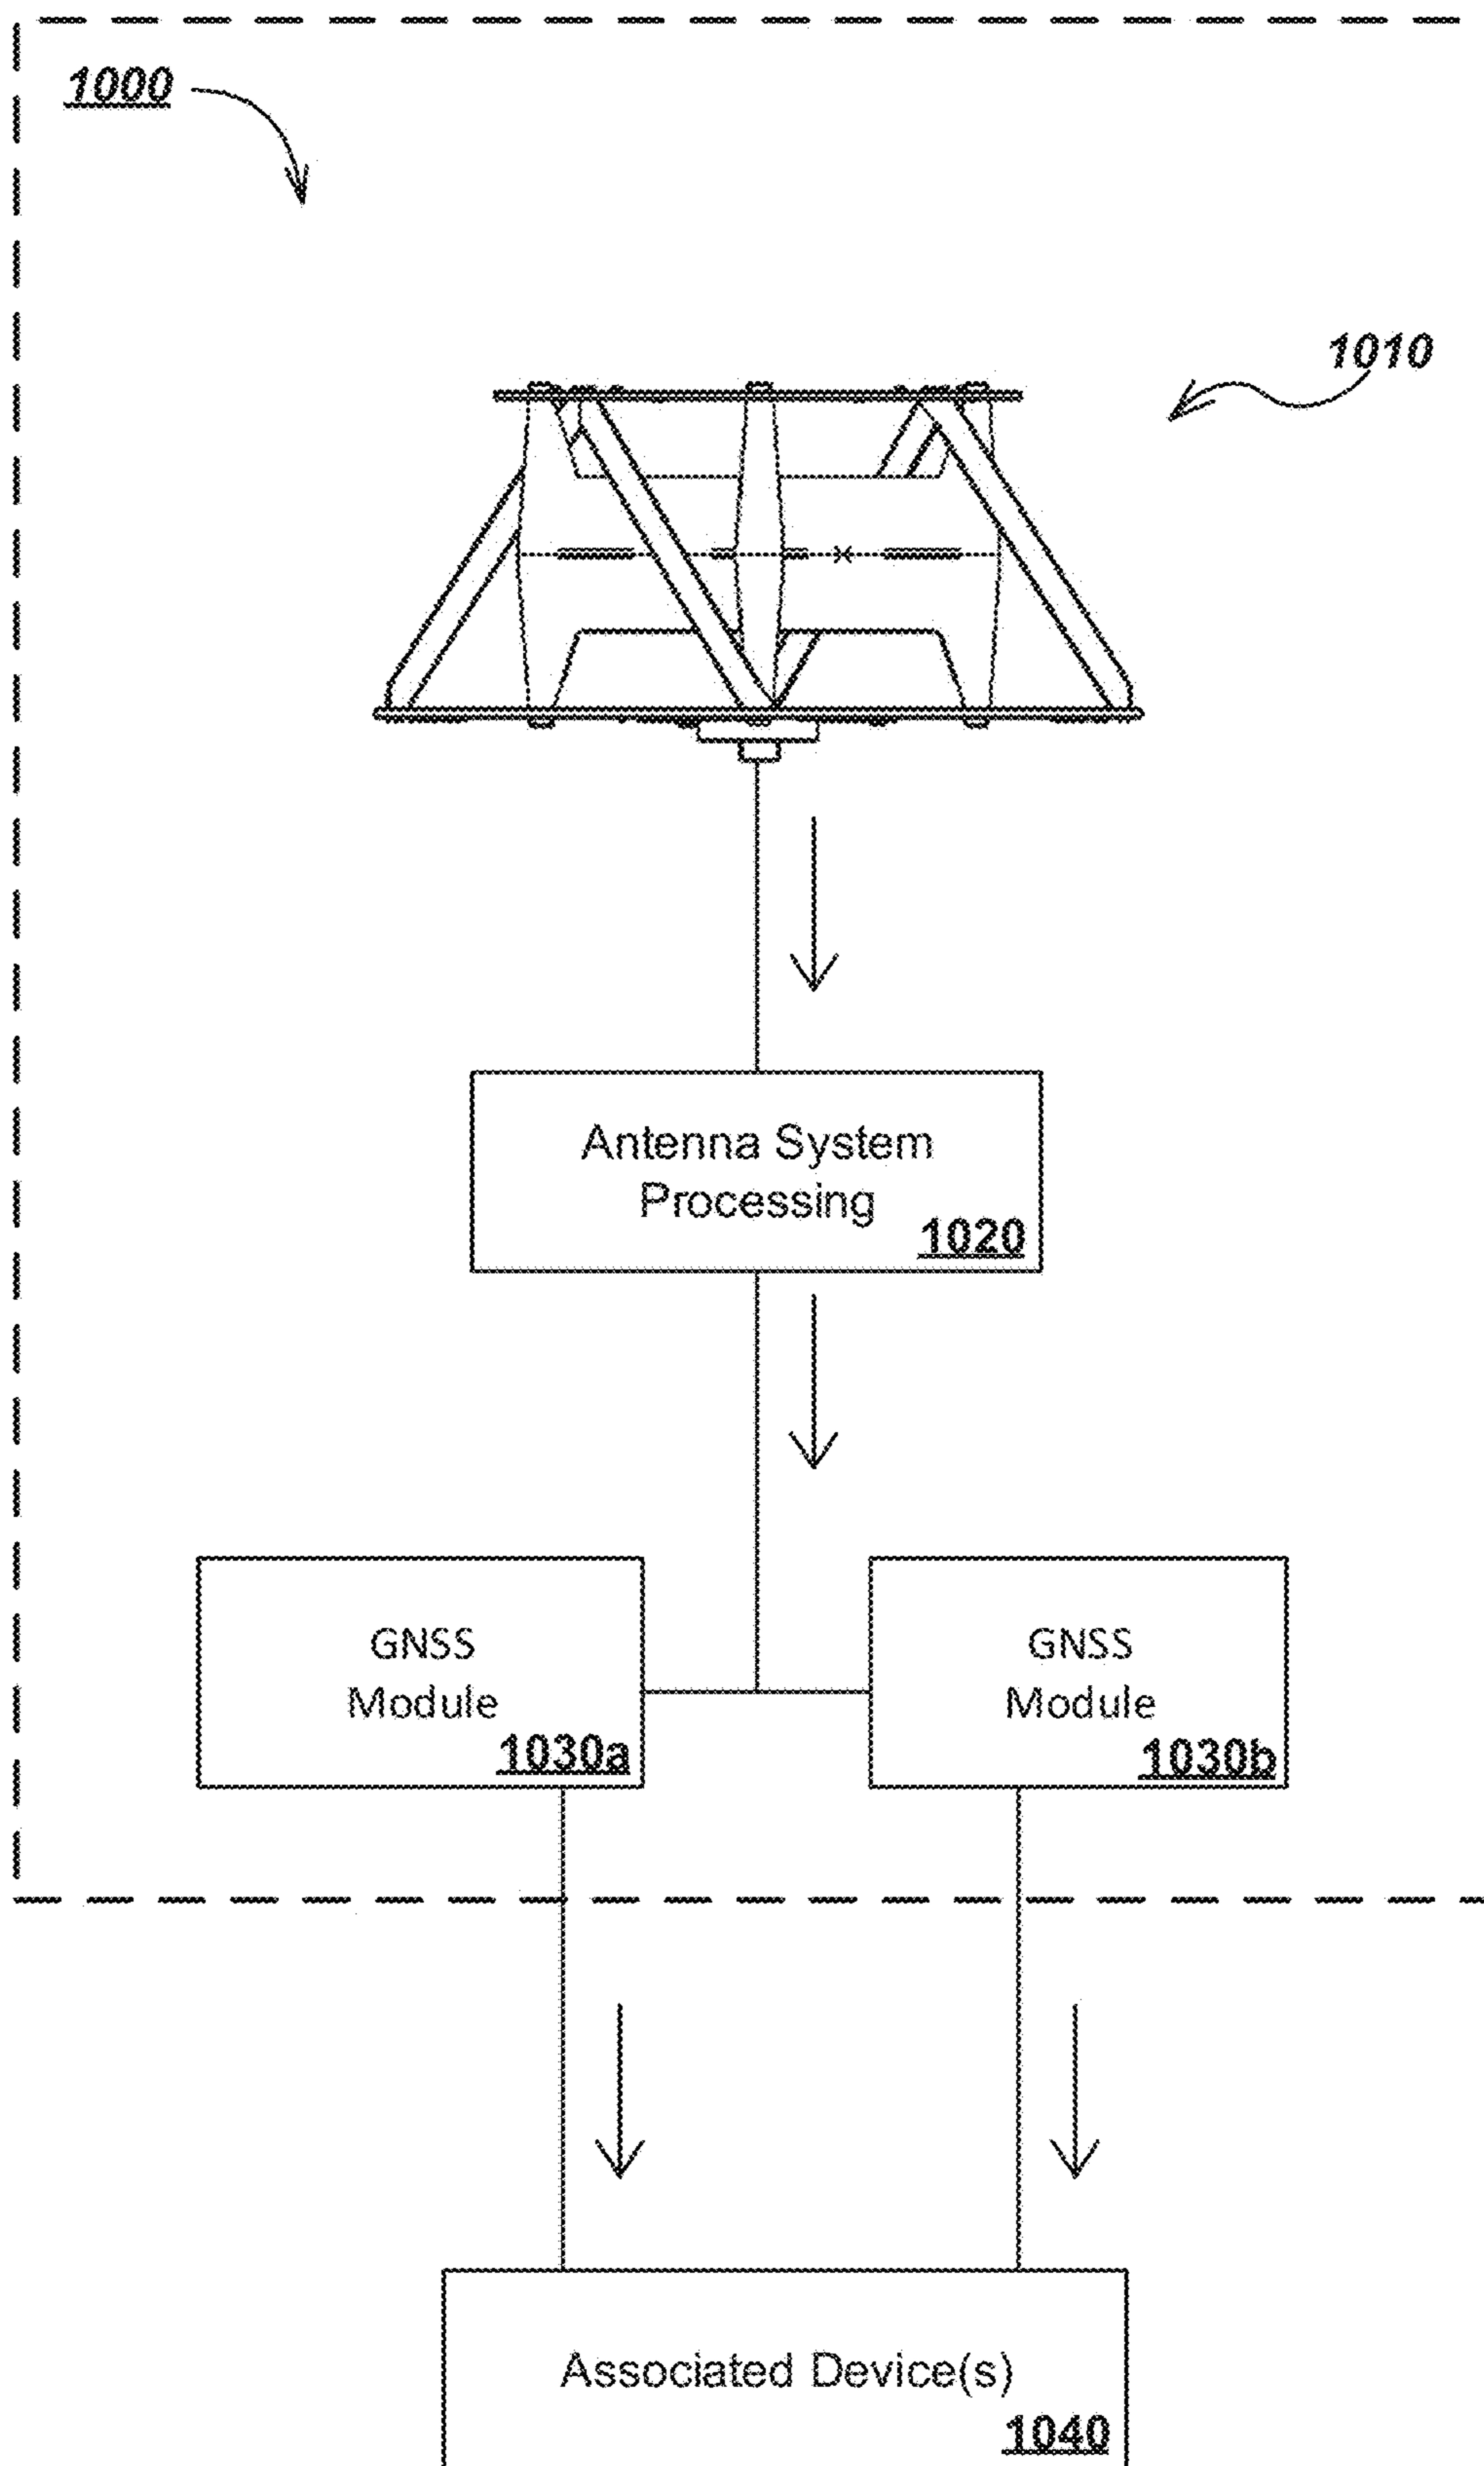 1000
1010
Antenna System
Processing
1020
GNSS
Module
1030a
GNSS
Module
1030b
Associated Device(s)
1040